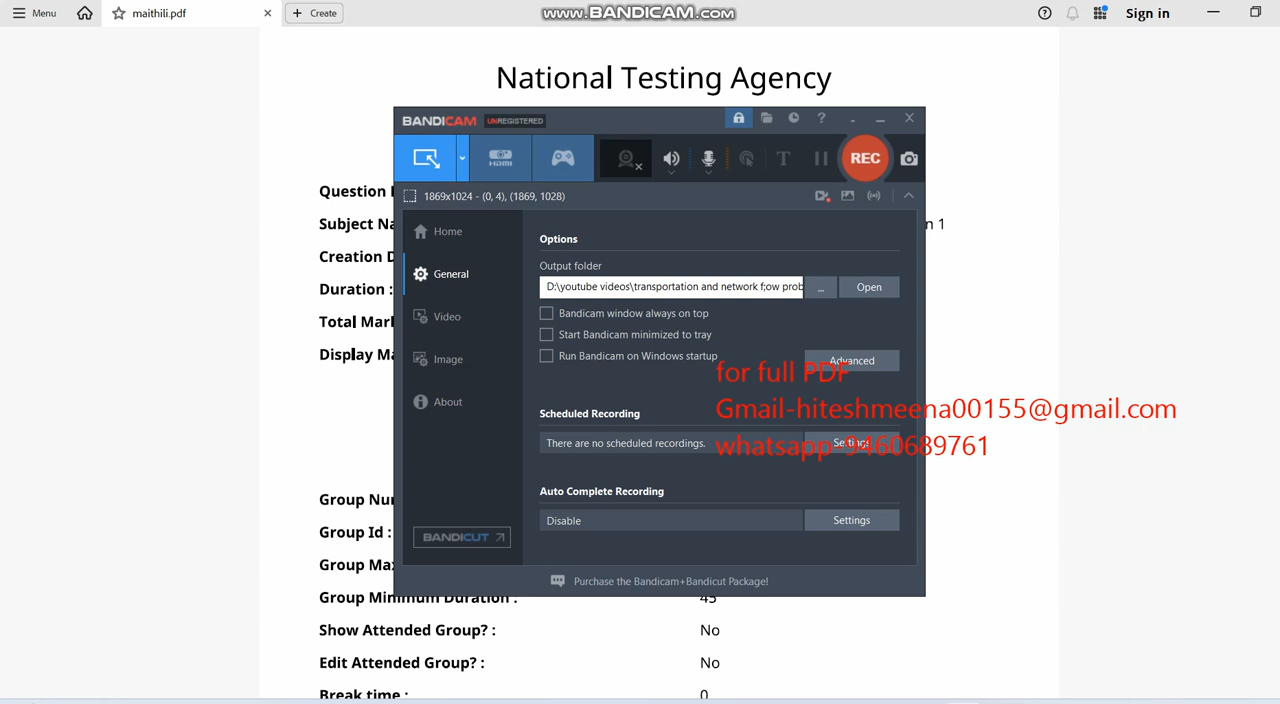 Menu
maithili.pdf
Create
www.BANDICAM.com
Sign in
National Testing Agency
BANDICAM UNREGISTERED
HDMI
REC
1869x1024 - (0, 4), (1869, 1028)
Question
Subject
n 1
Creation
Duration :
Total
Display
Home
General
Video
Image
About
BANDICUT
Options
Output folder
D:\youtube videos\transportation and network f;ow prob
...
Open
Bandicam window always on top
Start Bandicam minimized to tray
Run Bandicam on Windows startup
Advanced
for full PDF
Gmail-hiteshmeena00155@gmail.com
whatsapp-9460689761
Scheduled Recording
There are no scheduled recordings.
Settings
Auto Complete Recording
Disable
Settings
Purchase the Bandicam+Bandicut Package!
Group
Group Id :
Group
Group Minimum Duration : 45
Show Attended Group? : No
Edit Attended Group? : No
Break time : 0